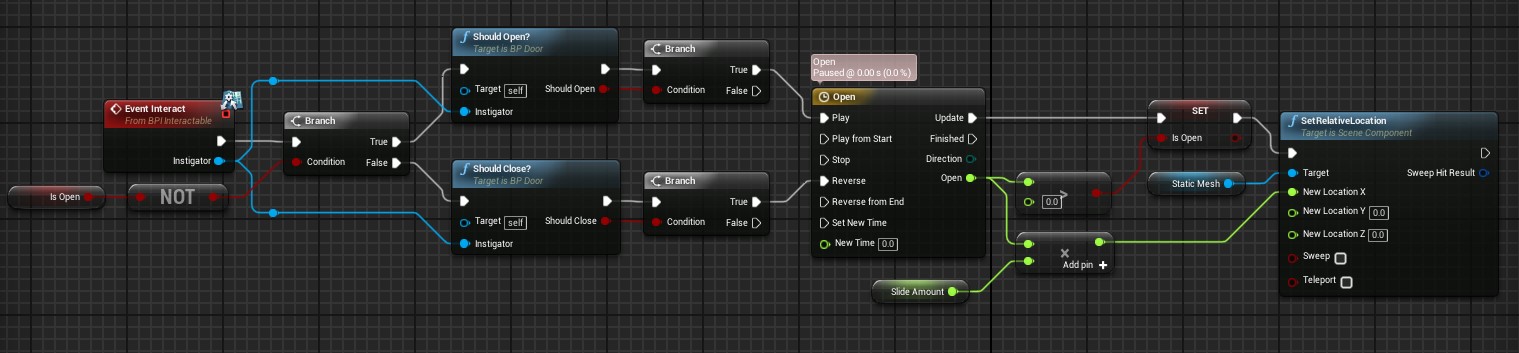 Event Interact
From BPI Interactable
Instigator
Is Open
NOT
Branch
True
Condition
False
Should Open?
Target is BP Door
Target self
Should Open
Instigator
Branch
True
Condition
False
Should Close?
Target is BP Door
Target self
Should Close
Instigator
Branch
True
Condition
False
Open
Paused @ 0.00 s (0.0 %)
Open
Play
Update
Play from Start
Finished
Stop
Direction
Reverse
Open
Reverse from End
Set New Time
New Time 0.0
Slide Amount
0.0 >
×
Add pin +
SET
Is Open
Static Mesh
SetRelativeLocation
Target is Scene Component
Target
Sweep Hit Result
New Location X
New Location Y 0.0
New Location Z 0.0
Sweep
Teleport